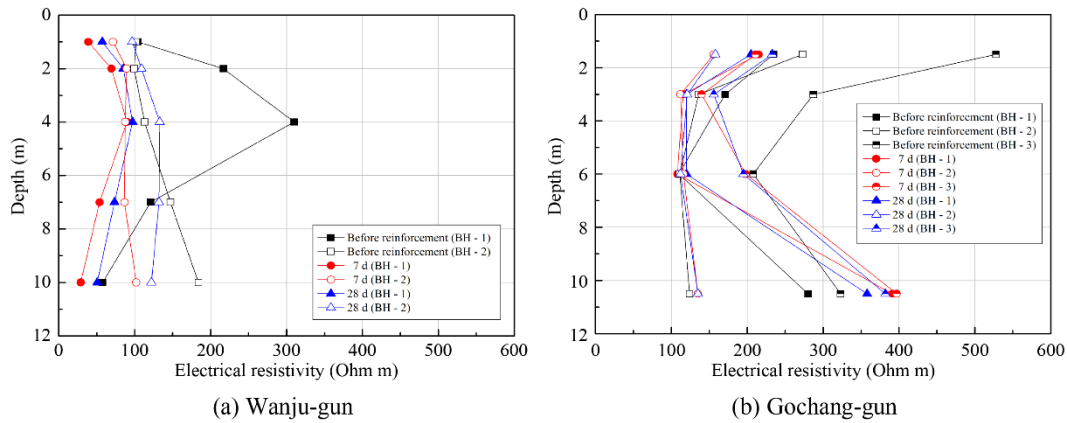 0
2
4
6
8
10
12
Depth (m)
0 100 200 300 400 500 600
Electrical resistivity (Ohm m)
Before reinforcement (BH - 1)
Before reinforcement (BH - 2)
7 d (BH - 1)
7 d (BH - 2)
28 d (BH - 1)
28 d (BH - 2)
(a) Wanju-gun
0
2
4
6
8
10
12
Depth (m)
0 100 200 300 400 500 600
Electrical resistivity (Ohm m)
Before reinforcement (BH - 1)
Before reinforcement (BH - 2)
Before reinforcement (BH - 3)
7 d (BH - 1)
7 d (BH - 2)
7 d (BH - 3)
28 d (BH - 1)
28 d (BH - 2)
28 d (BH - 3)
(b) Gochang-gun